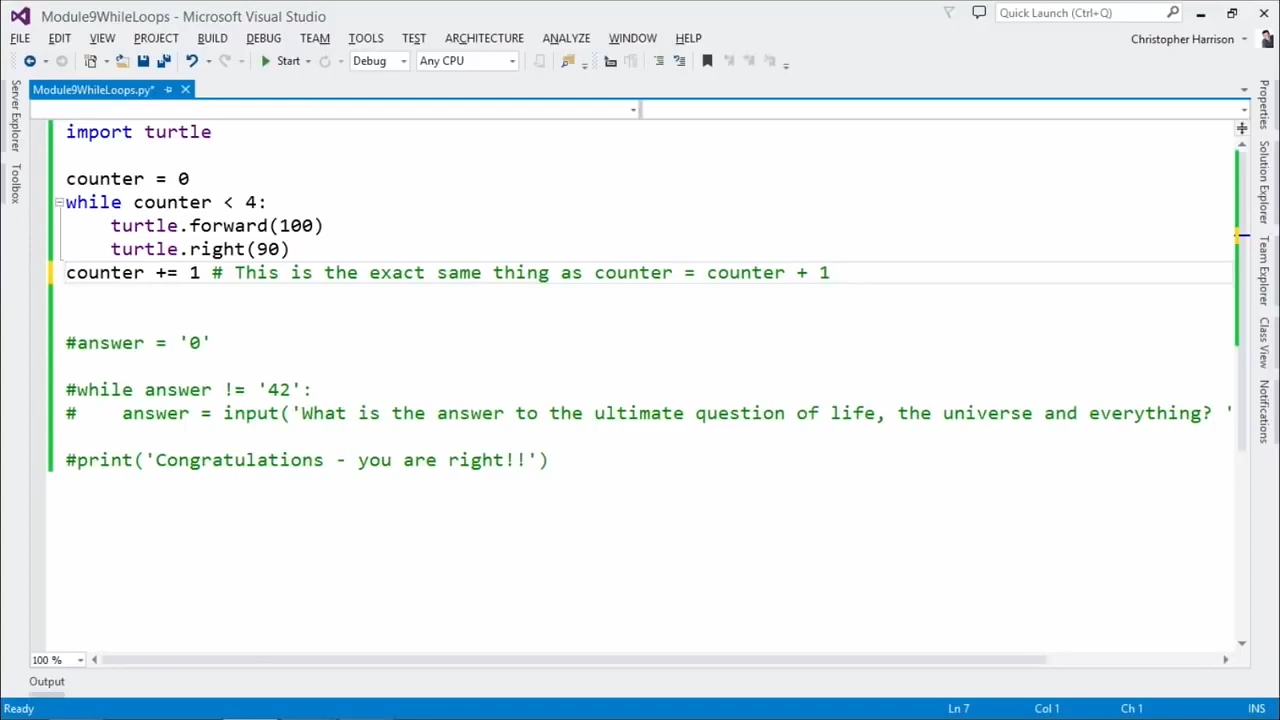 Module9WhileLoops - Microsoft Visual Studio
Quick Launch (Ctrl+Q)
FILE EDIT VIEW PROJECT BUILD DEBUG TEAM TOOLS TEST ARCHITECTURE ANALYZE WINDOW HELP
Christopher Harrison
Start Debug Any CPU
Module9WhileLoops.py*
Server Explorer
Toolbox
import turtle
counter = 0
while counter < 4:
    turtle.forward(100)
    turtle.right(90)
counter += 1 # This is the exact same thing as counter = counter + 1
#answer = '0'
#while answer != '42':
#    answer = input('What is the answer to the ultimate question of life, the universe and everything? '
#print('Congratulations - you are right!!')
Properties
Solution Explorer
Team Explorer
Class View
Notifications
100 %
Output
Ready Ln 7 Col 1 Ch 1 INS